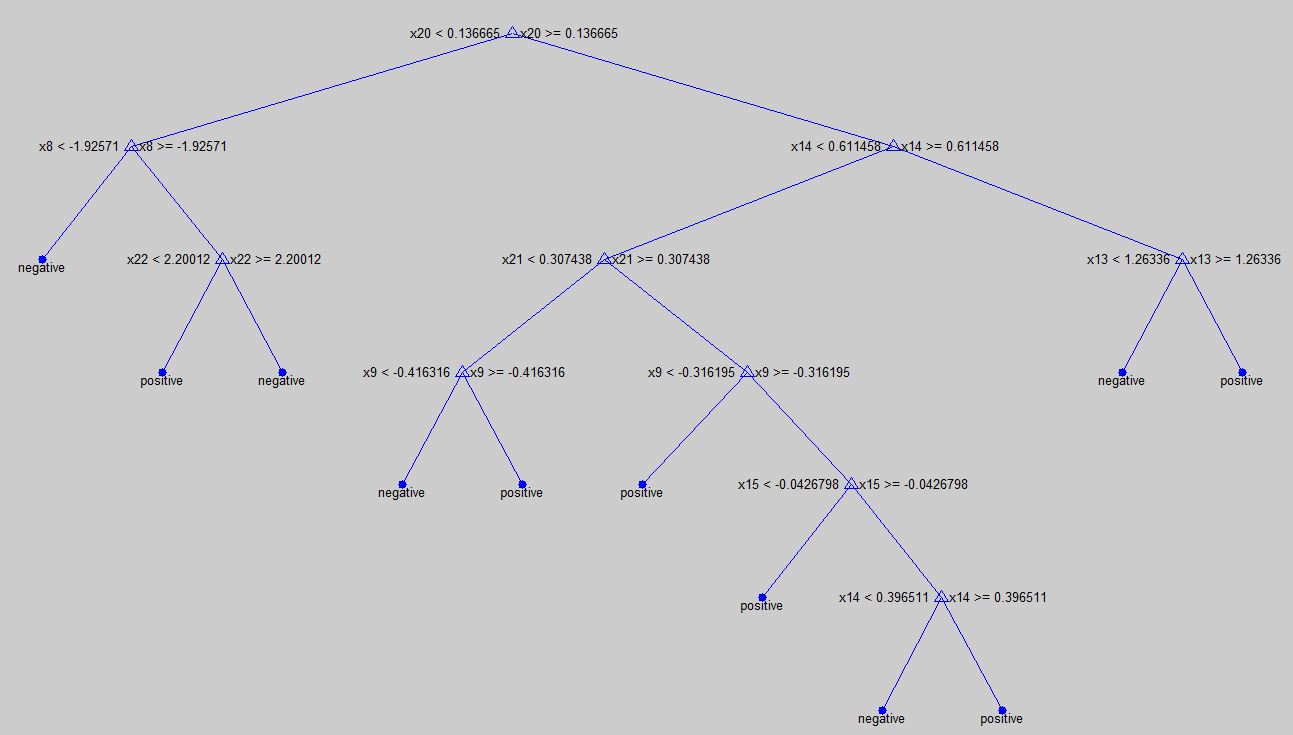 x20 < 0.136665 x20 >= 0.136665
x8 < -1.92571 x8 >= -1.92571 x14 < 0.611458 x14 >= 0.611458
negative x22 < 2.20012 x22 >= 2.20012 x21 < 0.307438 x21 >= 0.307438 x13 < 1.26336 x13 >= 1.26336
positive negative x9 < -0.416316 x9 >= -0.416316 x9 < -0.316195 x9 >= -0.316195 negative positive
negative positive positive x15 < -0.0426798 x15 >= -0.0426798
positive x14 < 0.396511 x14 >= 0.396511
negative positive